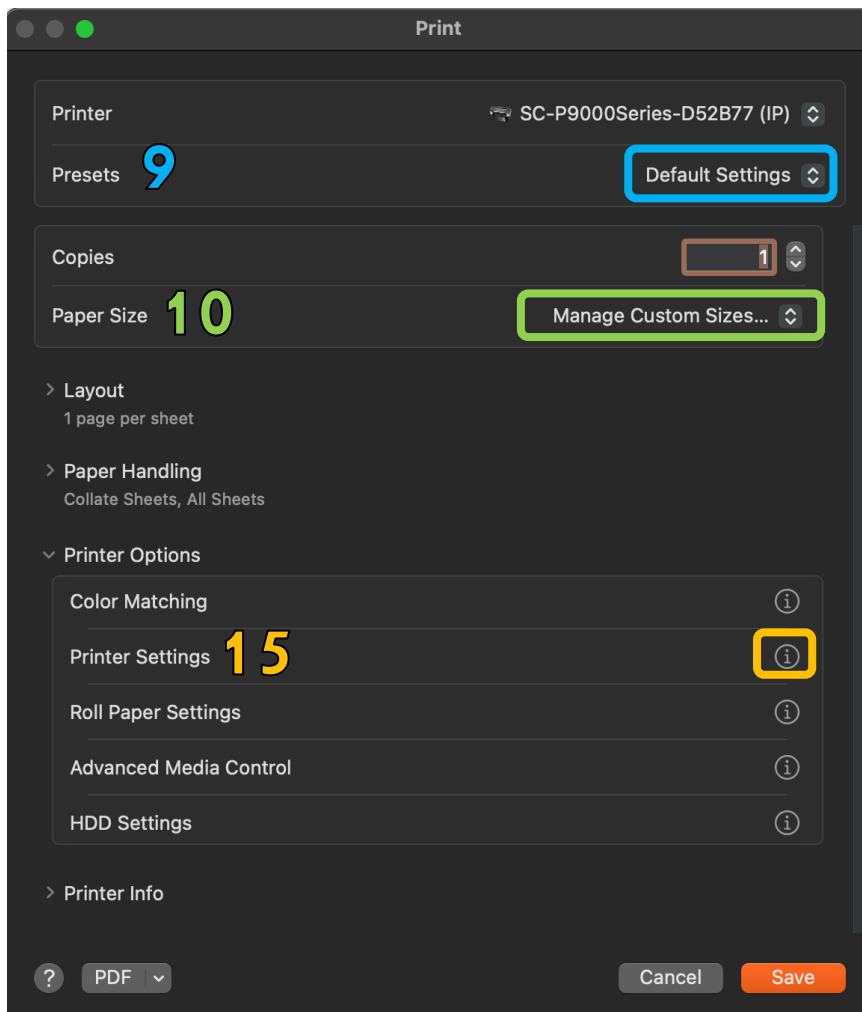 Print
Printer SC-P9000Series-D52B77 (IP)
Presets 9 Default Settings
Copies 1
Paper Size 10 Manage Custom Sizes...
Layout
1 page per sheet
Paper Handling
Collate Sheets, All Sheets
Printer Options
Color Matching
Printer Settings 15
Roll Paper Settings
Advanced Media Control
HDD Settings
Printer Info
? PDF Cancel Save